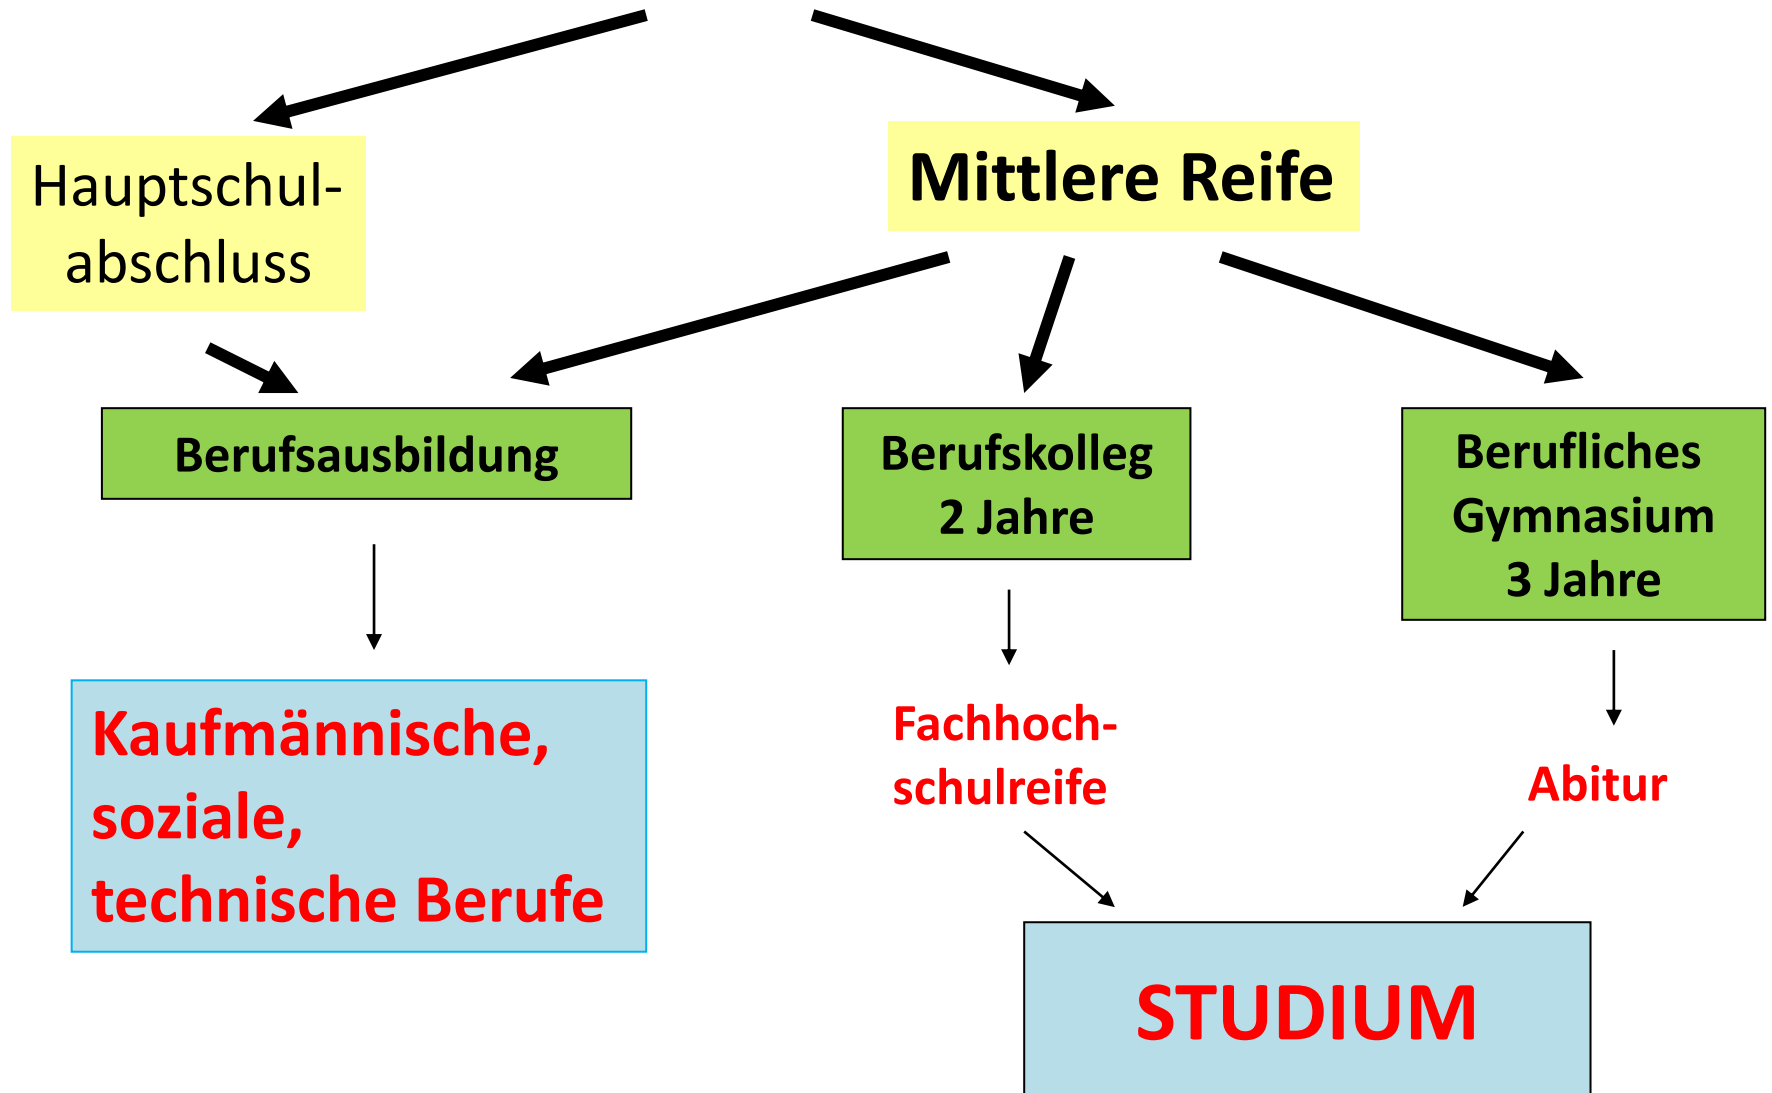 Hauptschul-
abschluss
Mittlere Reife
Berufsausbildung
Berufskolleg
2 Jahre
Berufliches
Gymnasium
3 Jahre
Kaufmännische,
soziale,
technische Berufe
Fachhoch-
schulreife
Abitur
STUDIUM